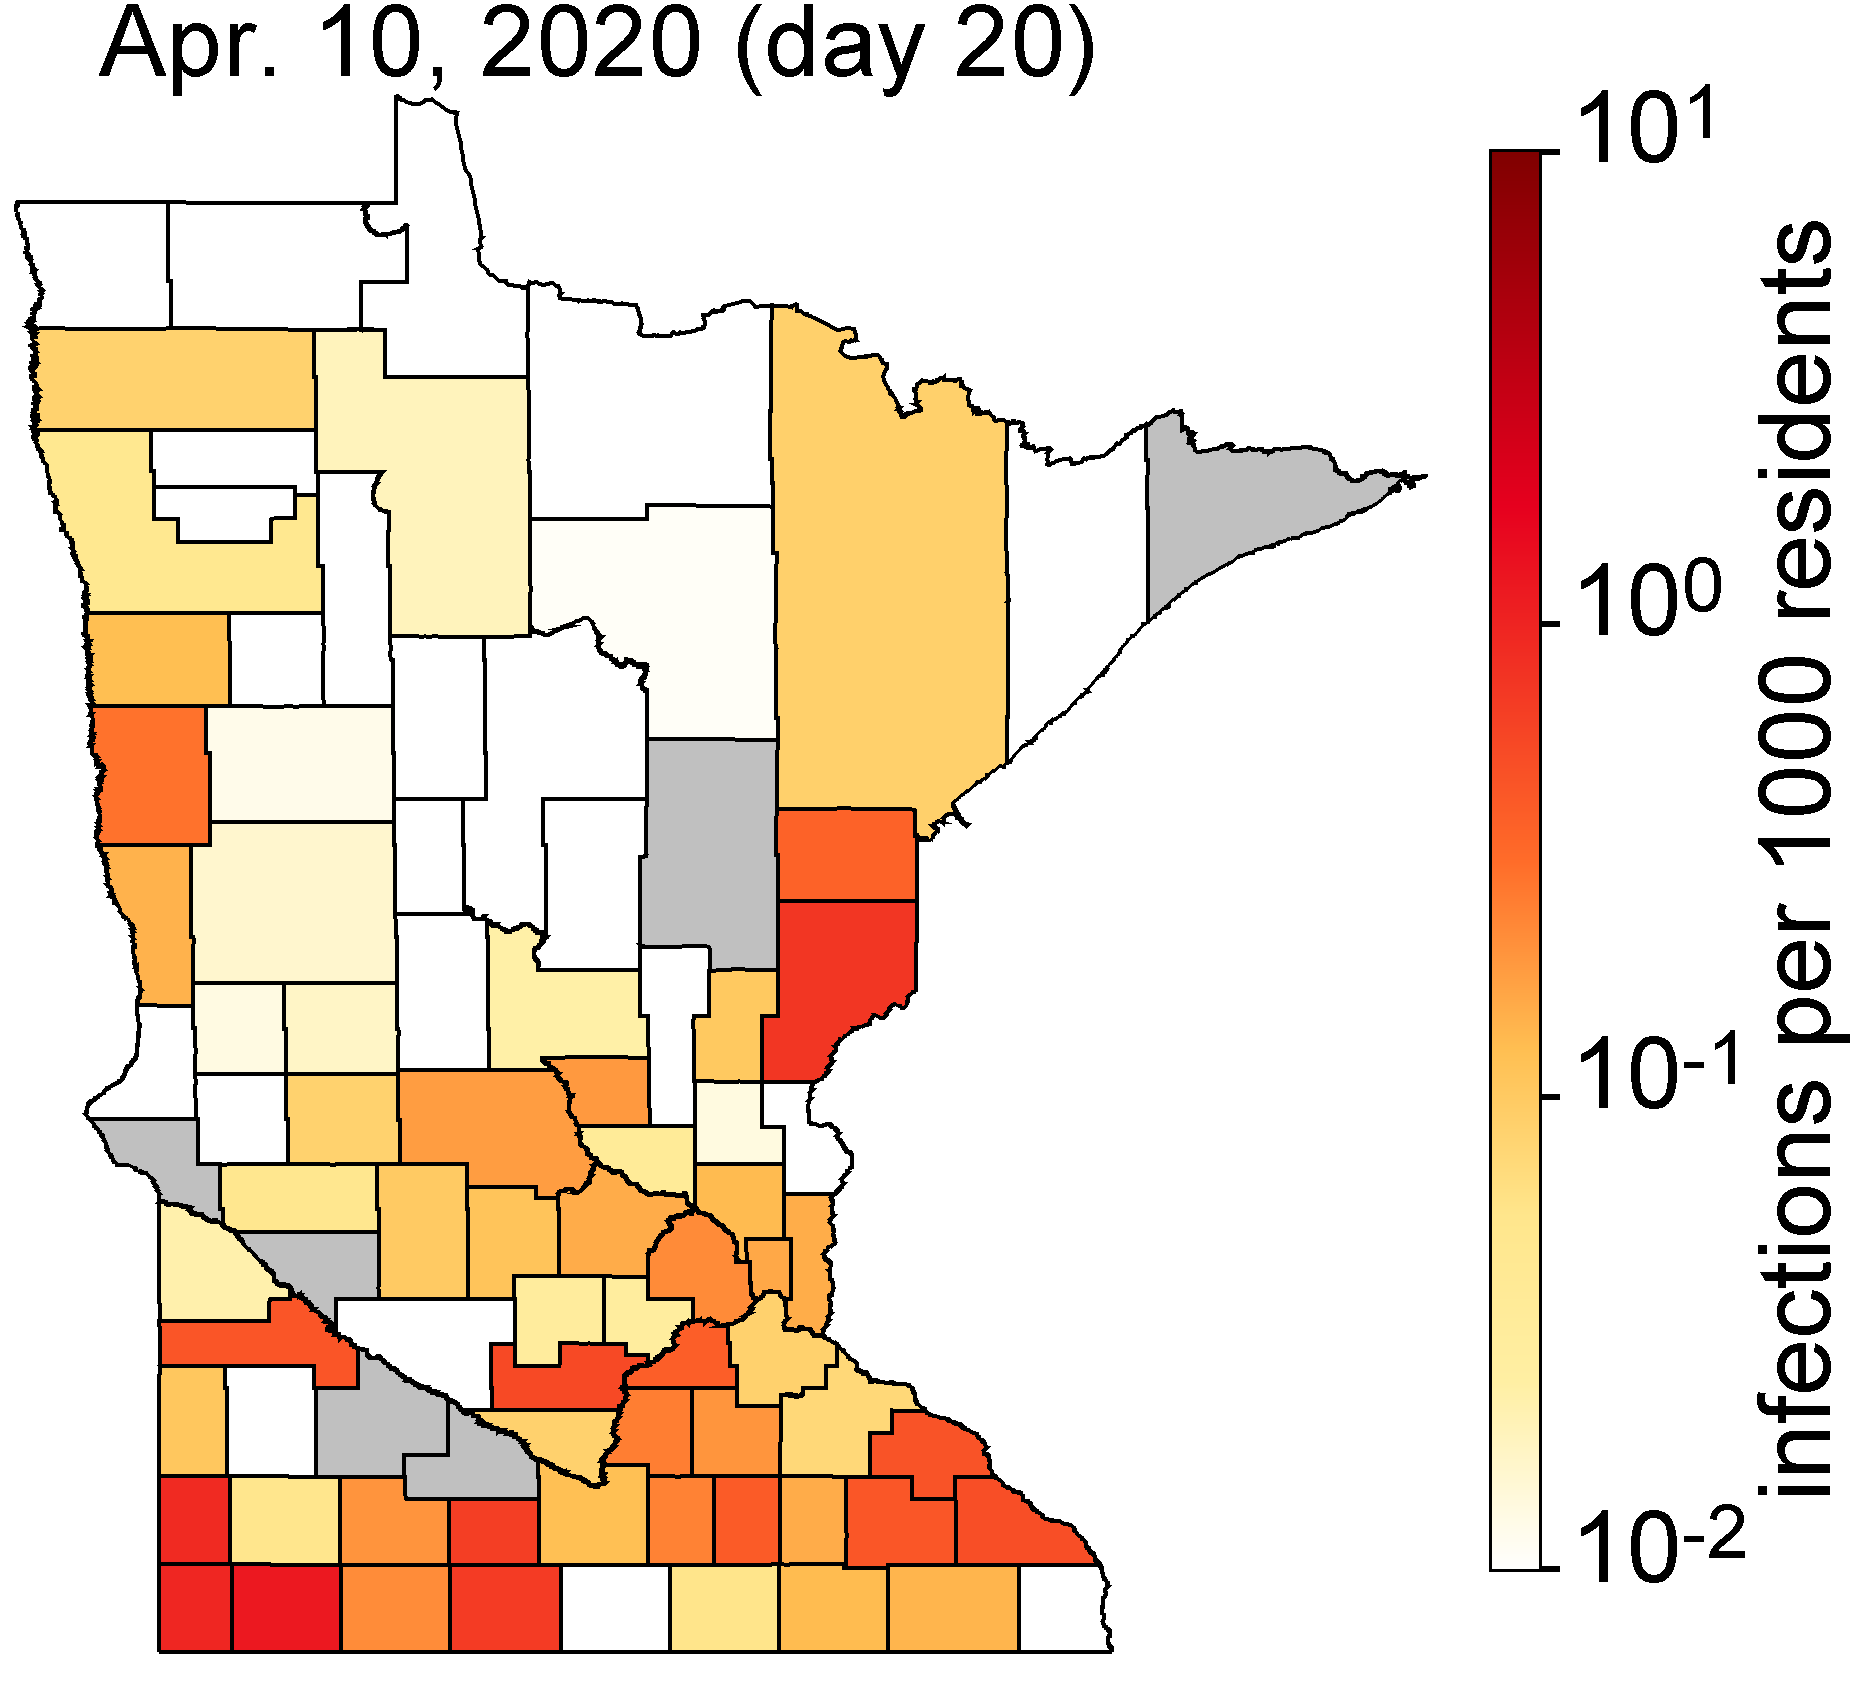 Apr. 10, 2020 (day 20)
10¹
10⁰
10⁻¹
10⁻²
infections per 1000 residents